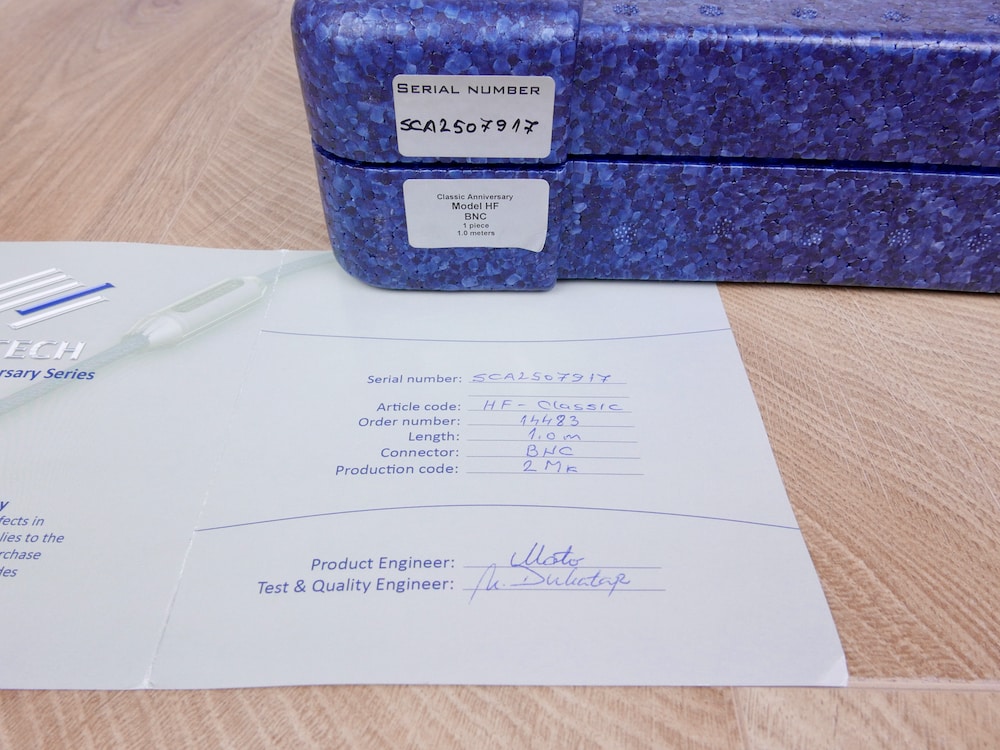 SERIAL NUMBER
SCA2507917
Classic Anniversary
Model HF
BNC
1 piece
1.0 meters
TECH
rsary Series
y
fects in
lies to the
rchase
des
Serial number: SCA2507917
Article code: HF - Classic
Order number: 14483
Length: 1.0 m
Connector: BNC
Production code: 2 MK
Product Engineer:
Test & Quality Engineer: